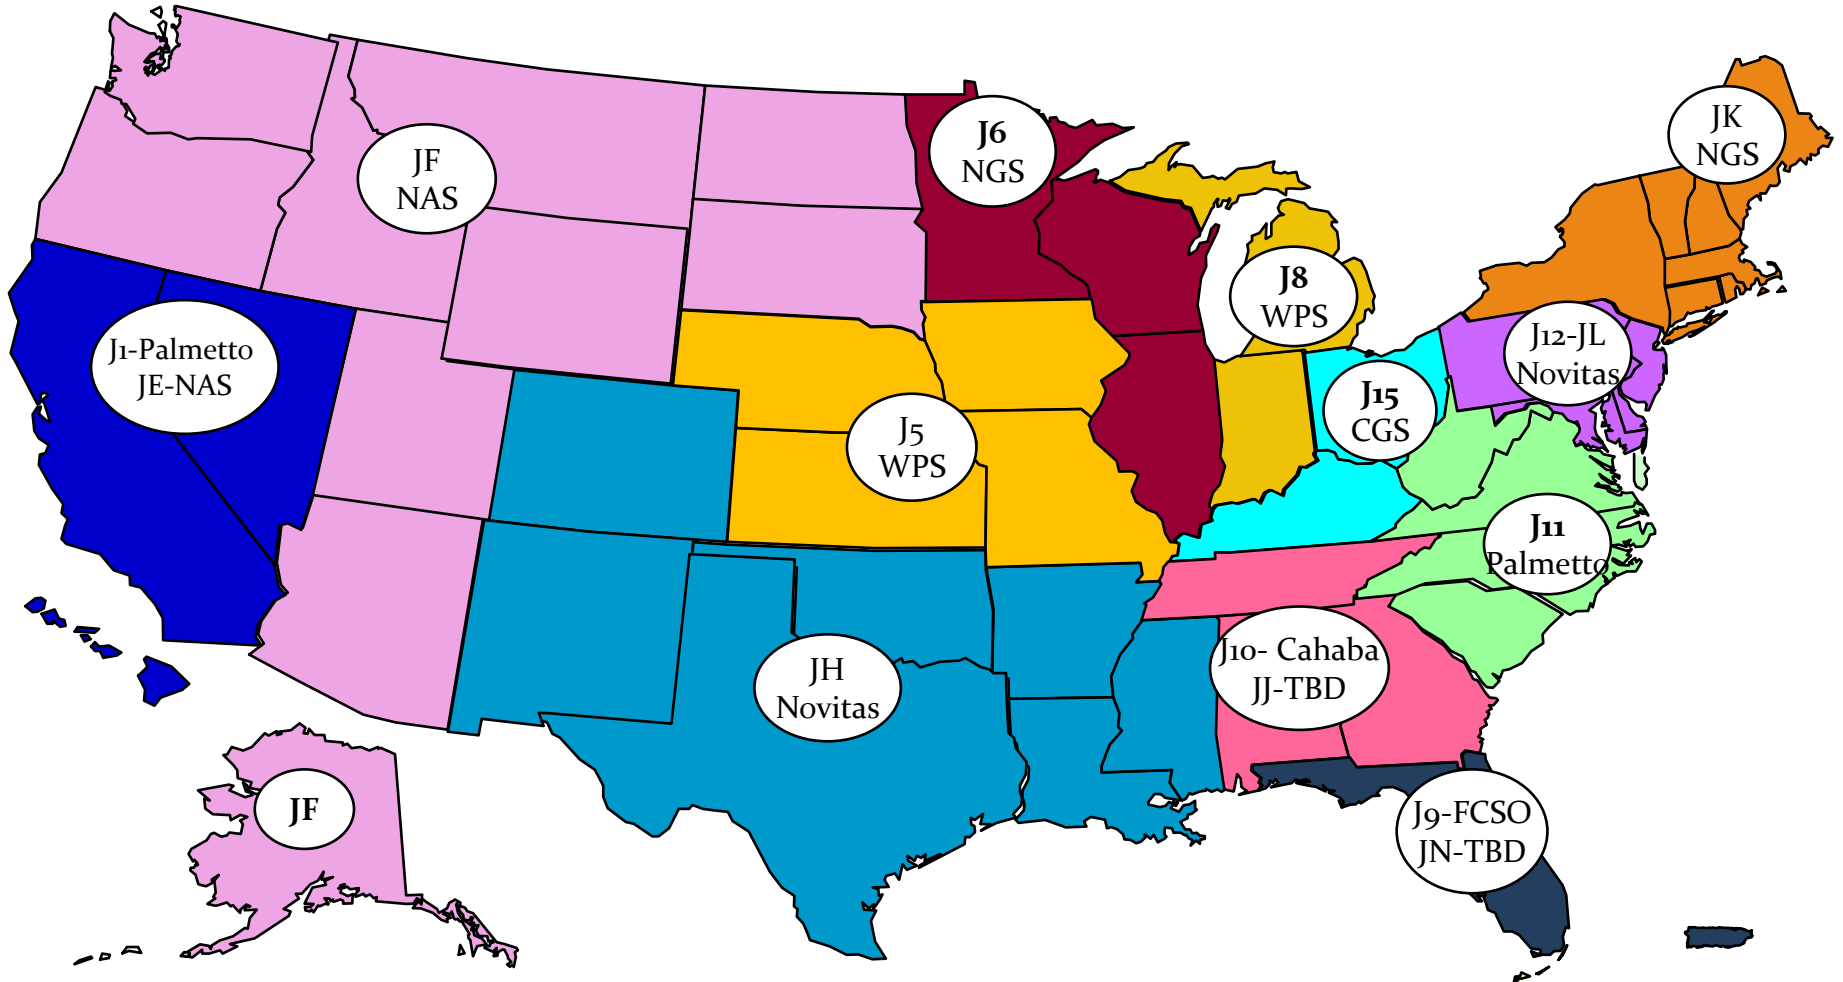 JF
NAS
J6
NGS
JK
NGS
J1-Palmetto
JE-NAS
J8
WPS
J12-JL
Novitas
J5
WPS
J15
CGS
J11
Palmetto
JH
Novitas
J10- Cahaba
JJ-TBD
JF
J9-FCSO
JN-TBD